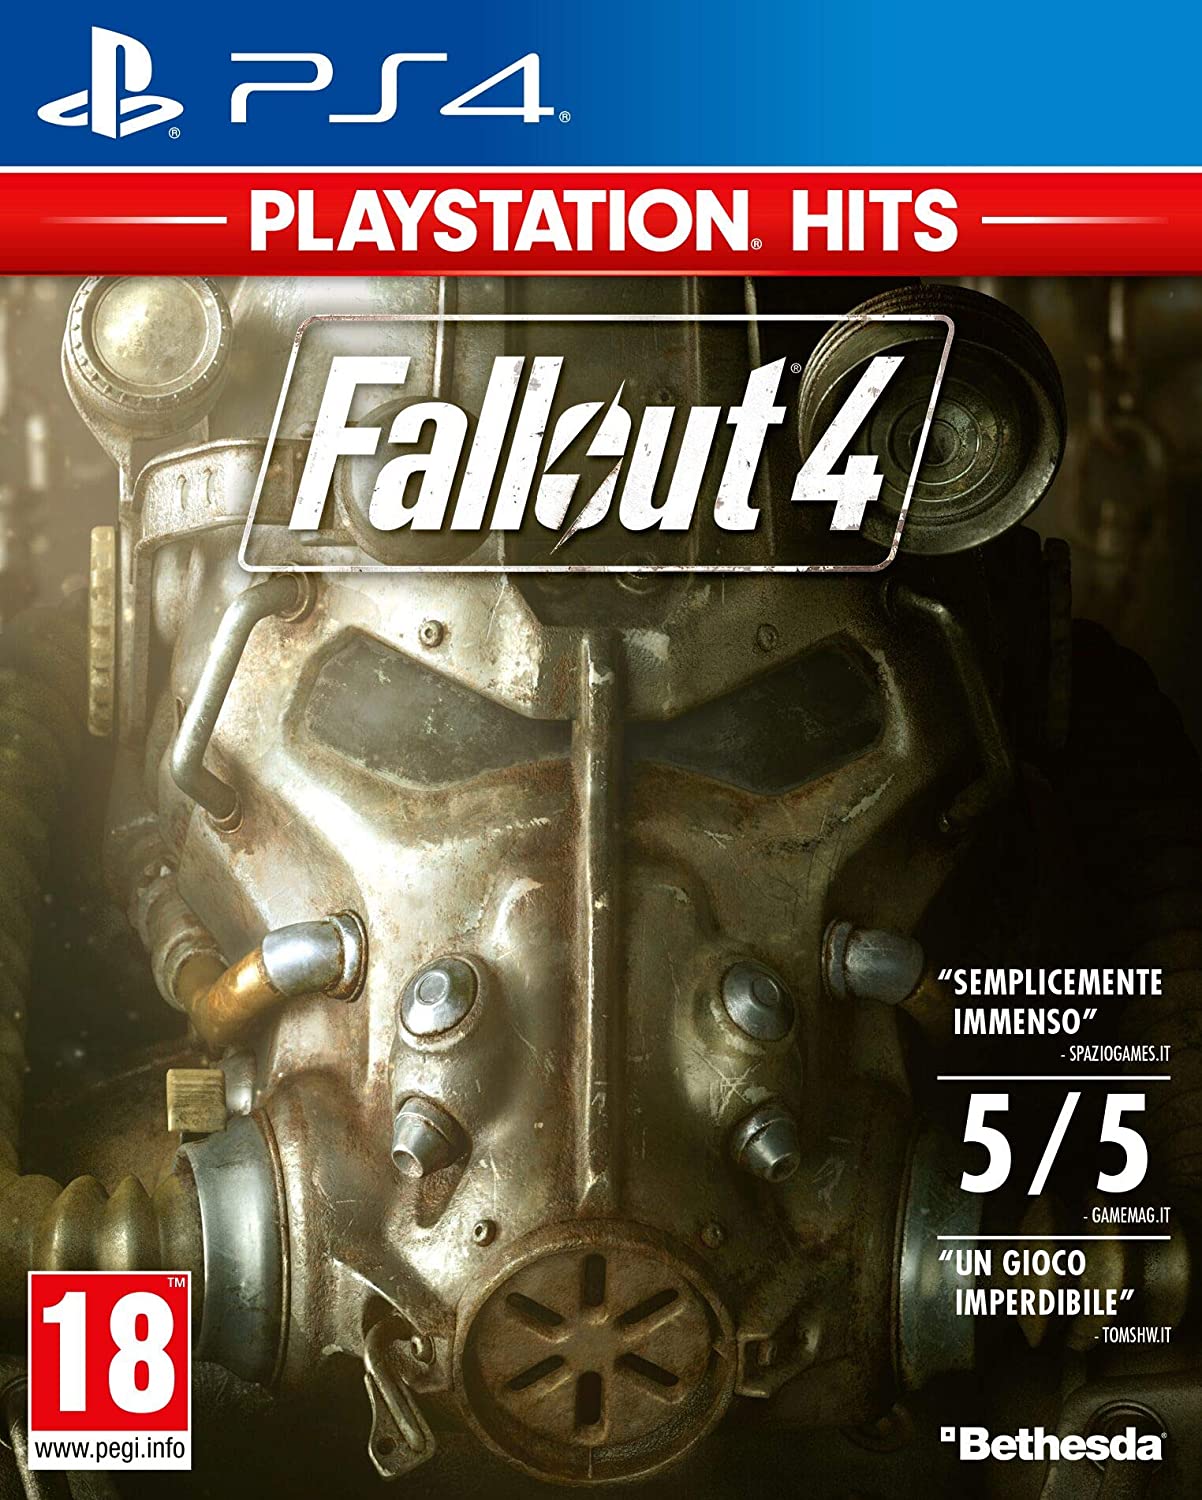 PS4®
PLAYSTATION® HITS
Fallout® 4
“SEMPLICEMENTE
IMMENSO”
- SPAZIOGAMES.IT
5/5
- GAMEMAG.IT
“UN GIOCO
IMPERDIBILE”
- TOMSHW.IT
18™
www.pegi.info
Bethesda®